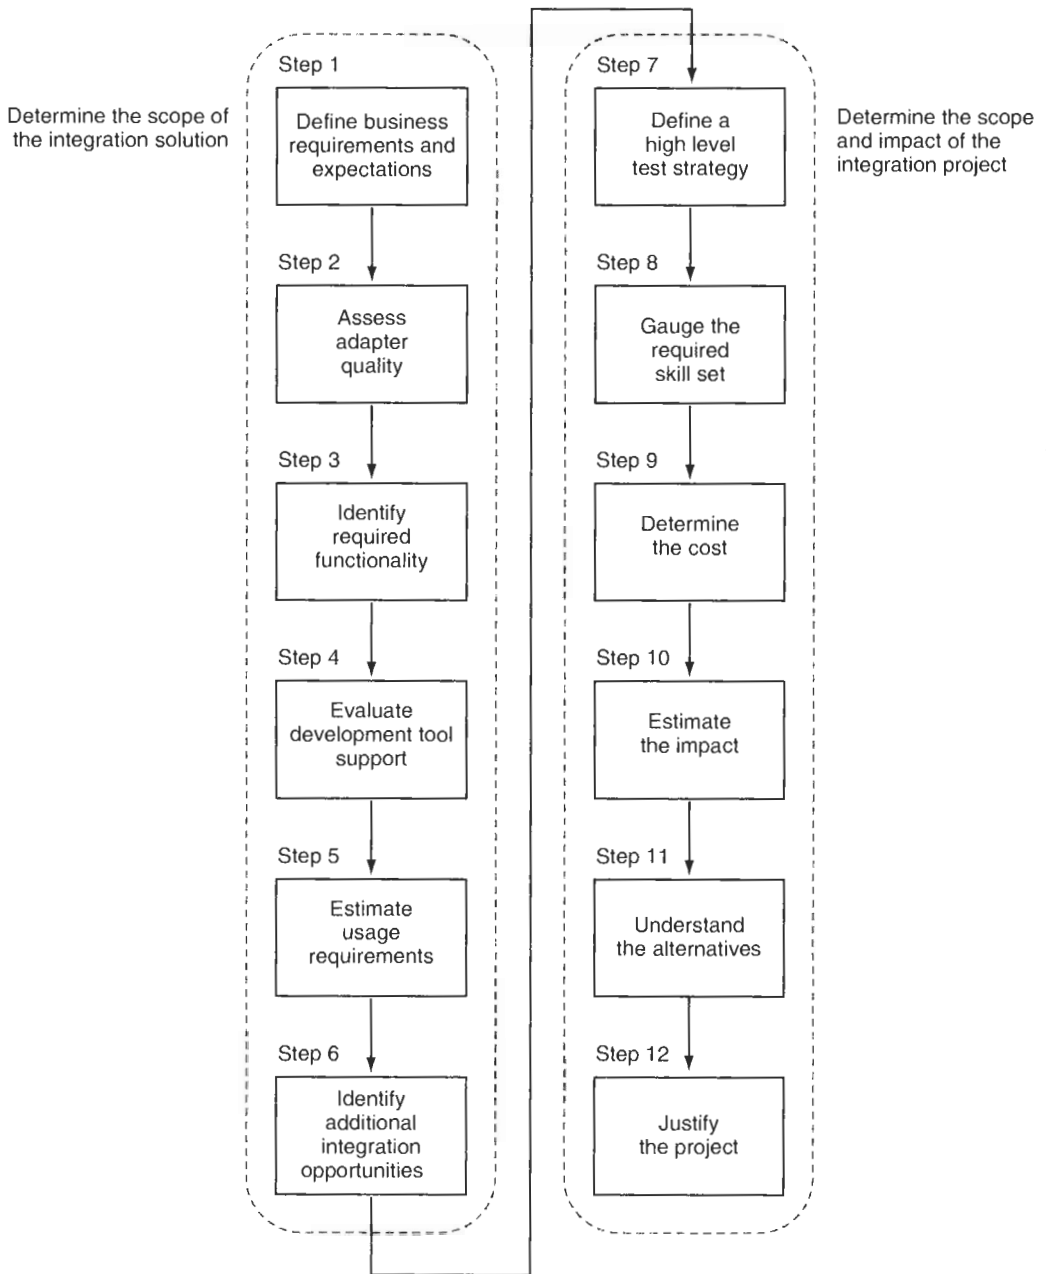 Determine the scope of
the integration solution
Step 1
Define business
requirements and
expectations
Step 2
Assess
adapter
quality
Step 3
Identify
required
functionality
Step 4
Evaluate
development tool
support
Step 5
Estimate
usage
requirements
Step 6
Identify
additional
integration
opportunities
Step 7
Define a
high level
test strategy
Determine the scope
and impact of the
integration project
Step 8
Gauge the
required
skill set
Step 9
Determine
the cost
Step 10
Estimate
the impact
Step 11
Understand
the alternatives
Step 12
Justify
the project